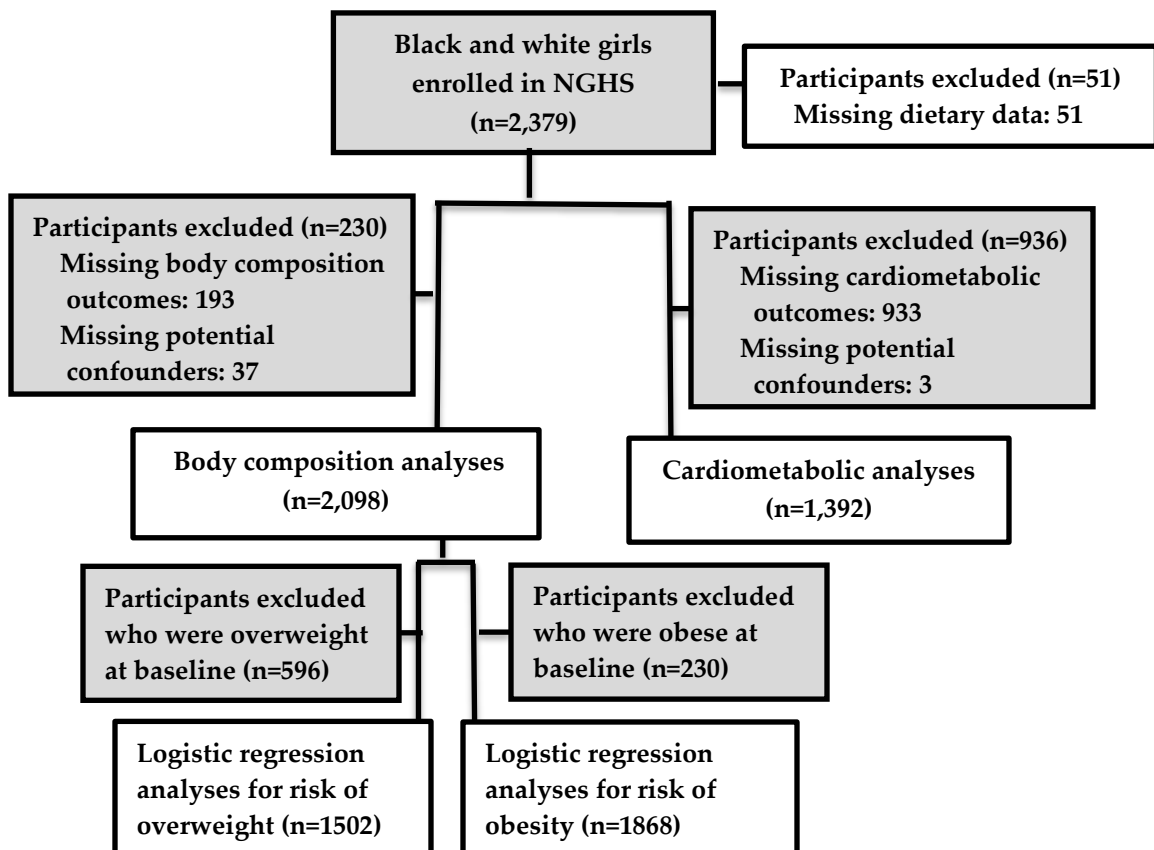 Black and white girls
enrolled in NGHS
(n=2,379)
Participants excluded (n=51)
Missing dietary data: 51
Participants excluded (n=230)
Missing body composition
outcomes: 193
Missing potential
confounders: 37
Participants excluded (n=936)
Missing cardiometabolic
outcomes: 933
Missing potential
confounders: 3
Body composition analyses
(n=2,098)
Cardiometabolic analyses
(n=1,392)
Participants excluded
who were overweight
at baseline (n=596)
Participants excluded
who were obese at
baseline (n=230)
Logistic regression
analyses for risk of
overweight (n=1502)
Logistic regression
analyses for risk of
obesity (n=1868)